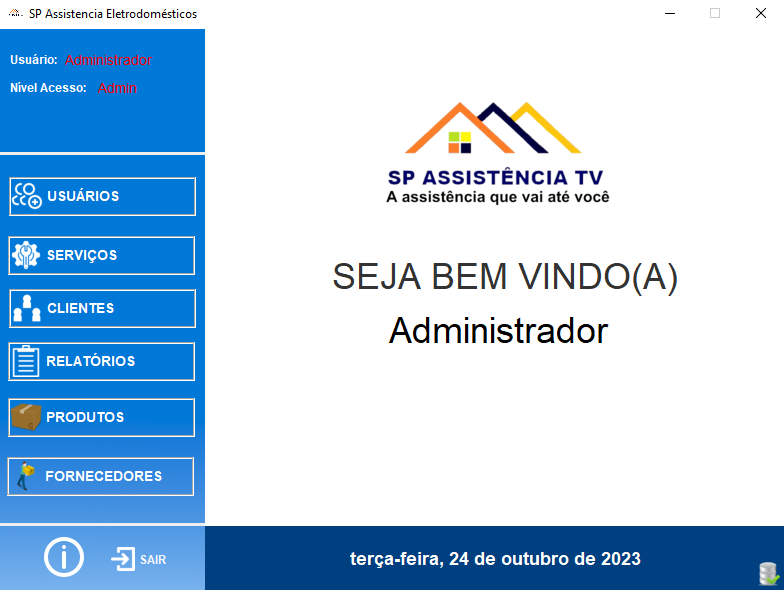 SP Assistencia Eletrodomésticos
Usuário: Administrador
Nível Acesso: Admin
USUÁRIOS
SERVIÇOS
CLIENTES
RELATÓRIOS
PRODUTOS
FORNECEDORES
SAIR
SP ASSISTÊNCIA TV
A assistência que vai até você
SEJA BEM VINDO(A)
Administrador
terça-feira, 24 de outubro de 2023